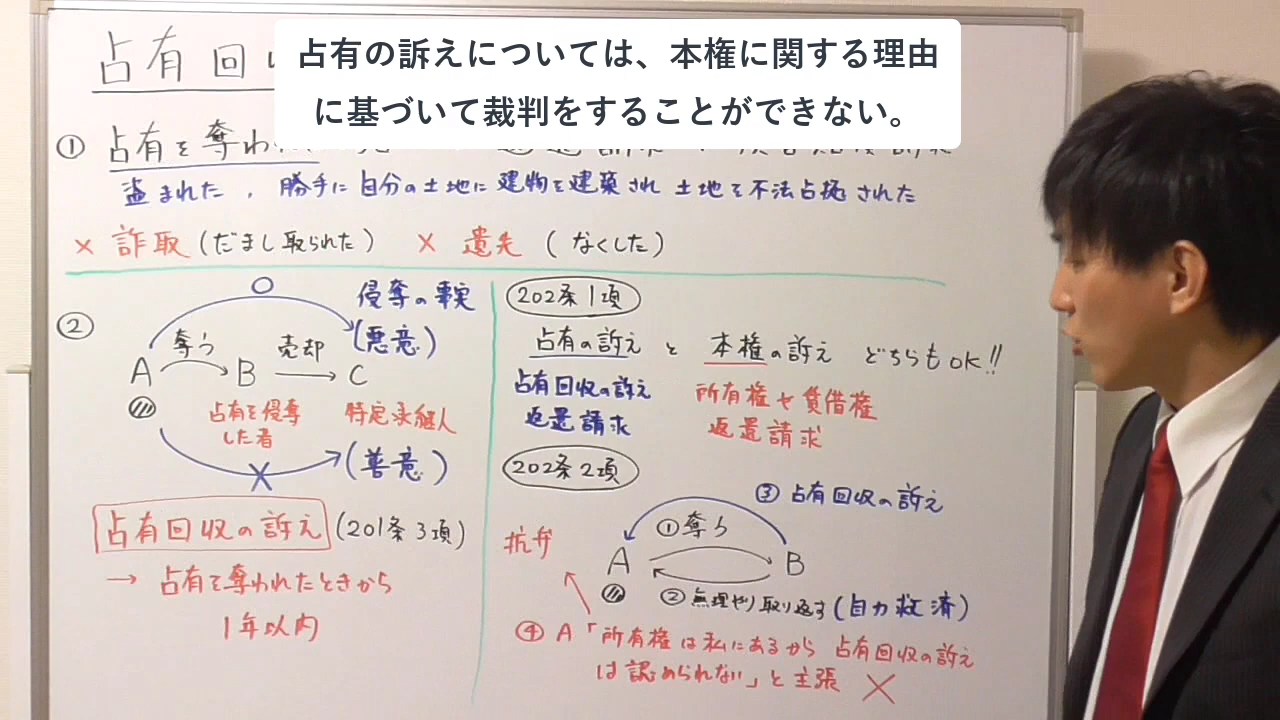 占有の訴えについては、本権に関する理由
に基づいて裁判をすることができない。
占有回
① 占有を奪われ
盗まれた , 勝手に自分の土地に建物を建築され 土地を不法占拠された
× 詐取(だまし取られた) × 遺失(なくした)
②
○
侵奪の事実
(悪意)
奪う
売却
A B C
占有を侵奪
した者
特定承継人
×
(善意)
占有回収の訴え(201条3項)
→ 占有を奪われたときから
1年以内
202条1項
占有の訴え と 本権の訴え どちらもOK!!
占有回収の訴え
返還請求
所有権や賃借権
返還請求
202条2項
③ 占有回収の訴え
①奪う
抗弁
A B
② 無理やり取り返す(自力救済)
④ A「所有権は私にあるから 占有回収の訴え
は認められない」と主張 ×